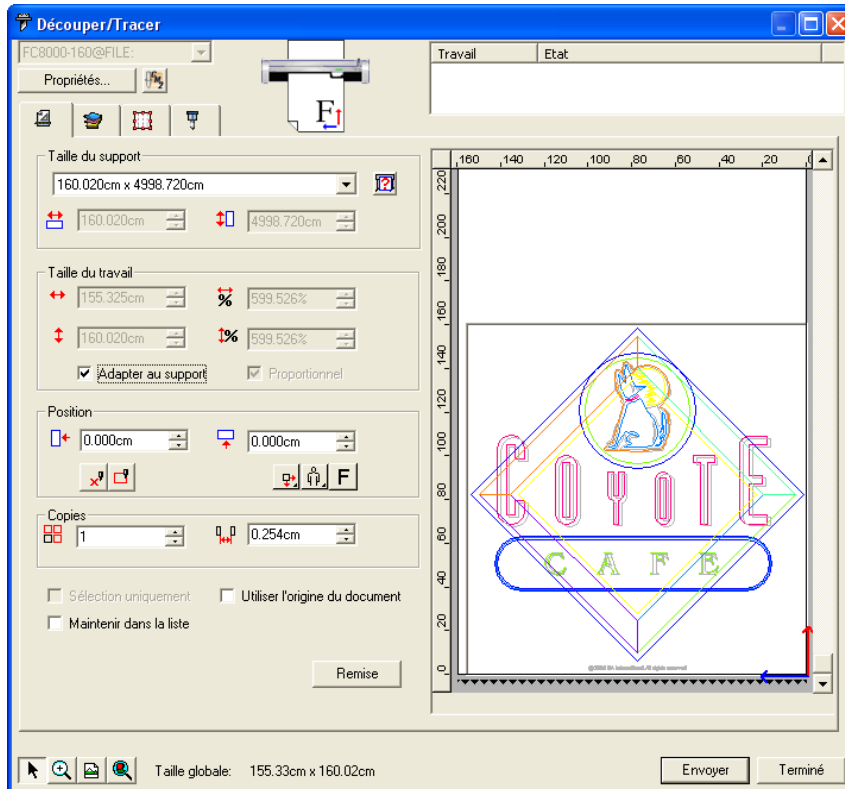 Découper/Tracer
FC8000-160@FILE:
Propriétés...
Travail Etat
F
Taille du support
160.020cm x 4998.720cm
160.020cm 4998.720cm
Taille du travail
155.325cm % 599.526%
160.020cm % 599.526%
Adapter au support Proportionnel
Position
0.000cm 0.000cm
F
Copies
1 0.254cm
Sélection uniquement Utiliser l'origine du document
Maintenir dans la liste
Remise
160 140 120 100 80 60 40 20 0
220
200
180
160
140
120
100
80
60
40
20
0
COYOTE
CAFE
Taille globale: 155.33cm x 160.02cm
Envoyer Terminé